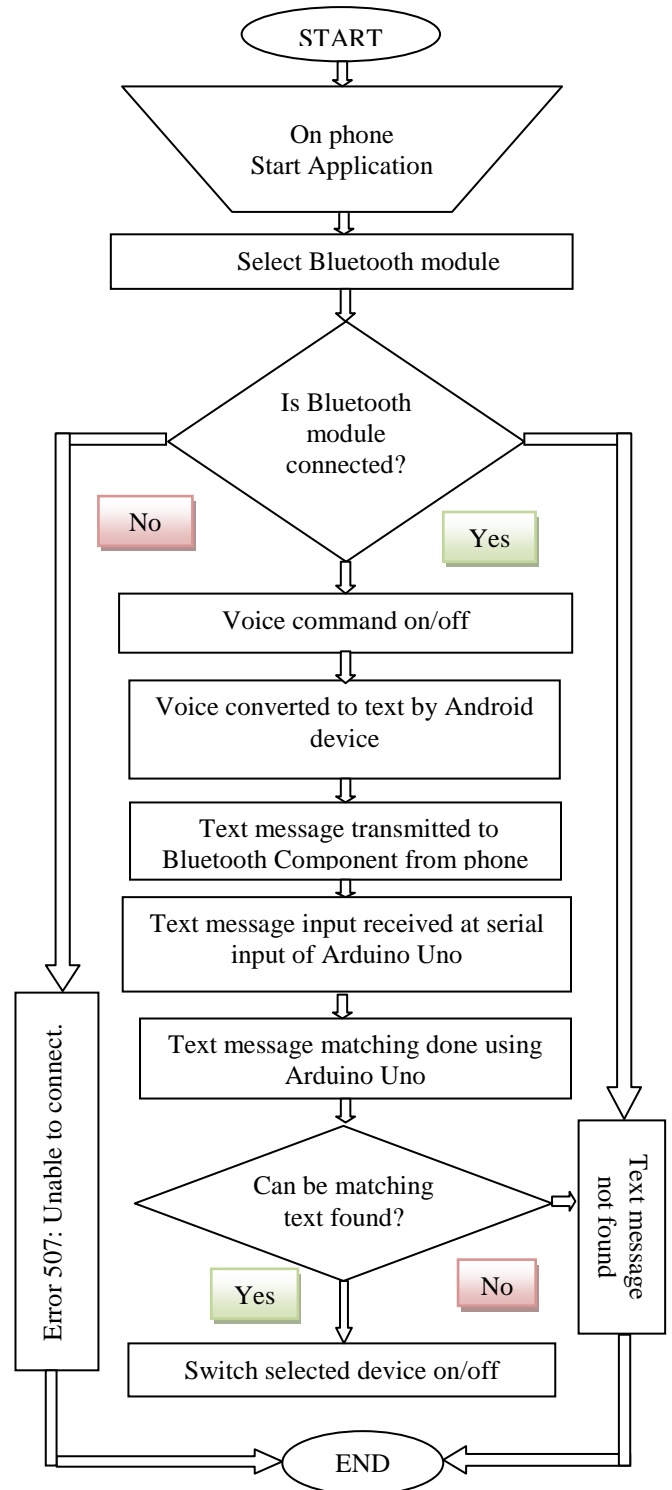 START
On phone
Start Application
Select Bluetooth module
Is Bluetooth
module
connected?
No
Yes
Voice command on/off
Voice converted to text by Android
device
Text message transmitted to
Bluetooth Component from phone
Text message input received at serial
input of Arduino Uno
Text message matching done using
Arduino Uno
Error 507: Unable to connect.
Can be matching
text found?
Text message
not found
Yes
No
Switch selected device on/off
END